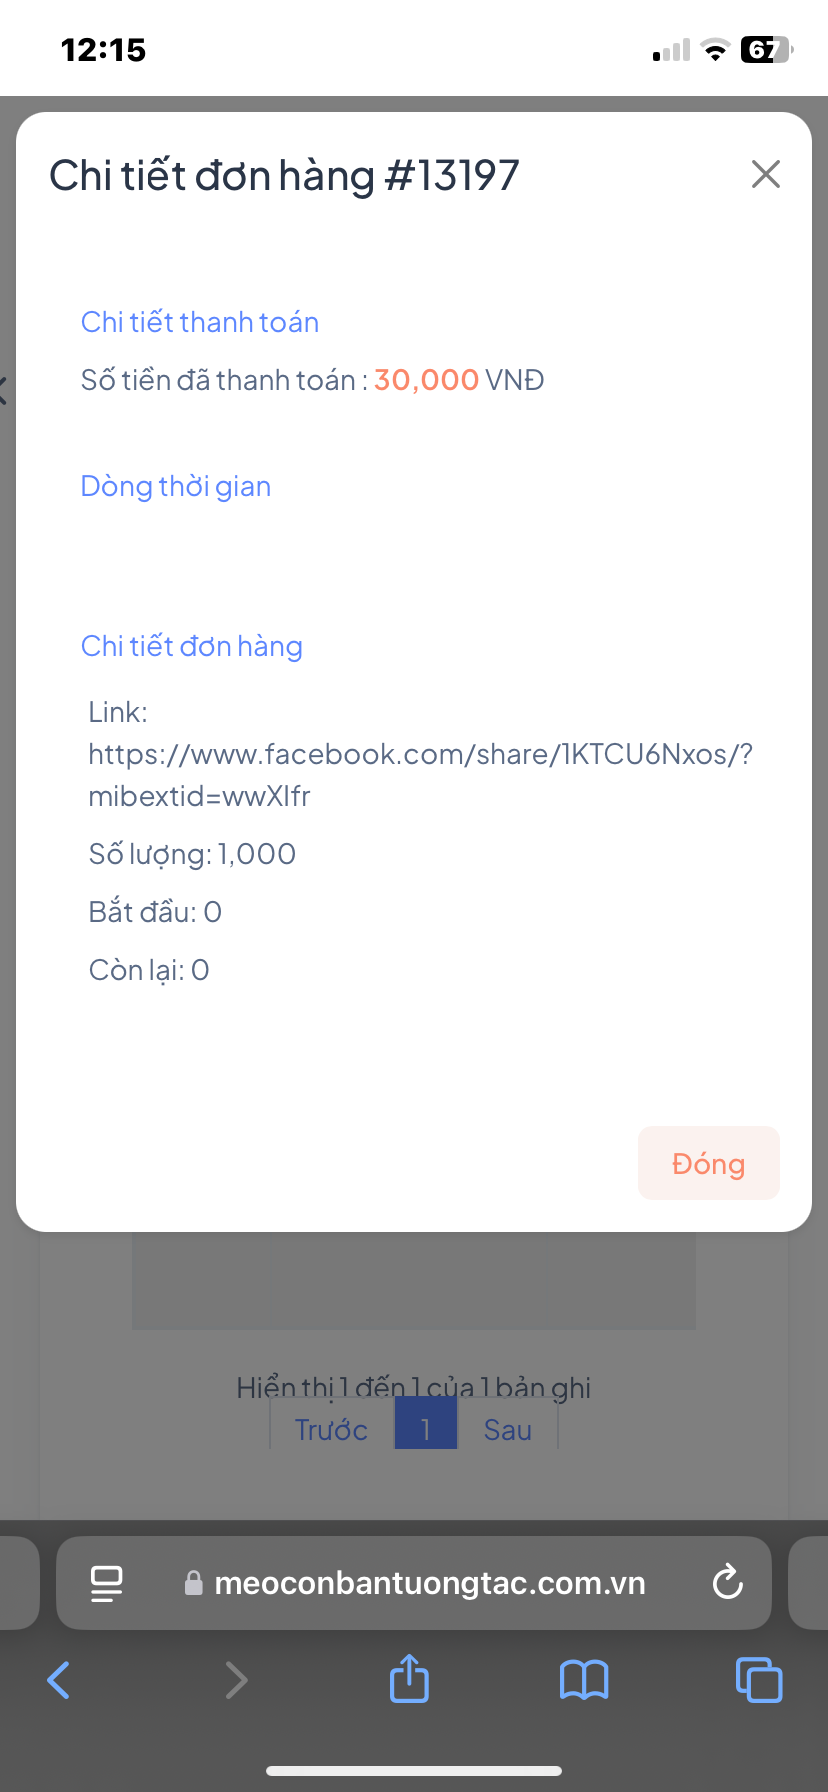 12:15
67
Chi tiết đơn hàng #13197
Chi tiết thanh toán
Số tiền đã thanh toán : 30,000 VNĐ
Dòng thời gian
Chi tiết đơn hàng
Link:
https://www.facebook.com/share/1KTCU6Nxos/?
mibextid=wwXIfr
Số lượng: 1,000
Bắt đầu: 0
Còn lại: 0
Đóng
Hiển thị 1 đến 1 của 1 bản ghi
Trước 1 Sau
meoconbantuongtac.com.vn